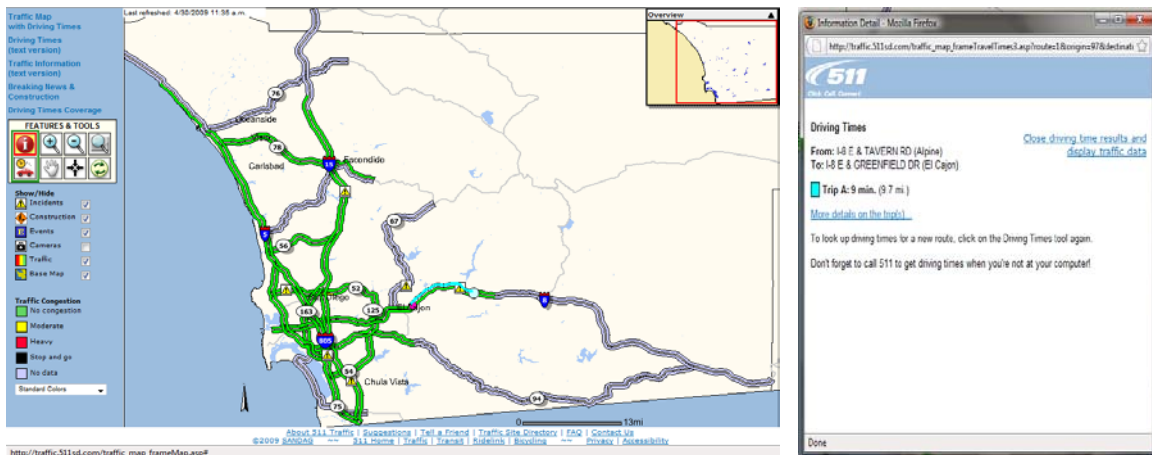 Traffic Map
with Driving Times
Driving Times
(text version)
Traffic Information
(text version)
Breaking News &
Construction
Driving Times Coverage
FEATURES & TOOLS
Show/Hide
Incidents
Construction
Events
Cameras
Traffic
Base Map
Traffic Congestion
No congestion
Moderate
Heavy
Stop and go
No data
Standard Colors
Last refreshed: 4/30/2009 11:36 a.m.
Overview
76
Oceanside
78
Carlsbad
Escondido
15
67
5
56
52
San Diego
163
125
El Cajon
8
805
54
Chula Vista
94
75
0 13mi
About 511 Traffic | Suggestions | Tell a Friend | Traffic Site Directory | FAQ | Contact Us
©2009 SANDAG ~~ 511 Home | Traffic | Transit | Ridelink | Bicycling ~~ Privacy | Accessibility
http://traffic.511sd.com/traffic_map_frameMap.asp#
Information Detail - Mozilla Firefox
http://traffic.511sd.com/traffic_map_frameTravelTimes3.asp?route=1&origin=97&destinati
511
Click. Call. Connect.
Driving Times
Close driving time results and
display traffic data
From: I-8 E & TAVERN RD (Alpine)
To: I-8 E & GREENFIELD DR (El Cajon)
Trip A: 9 min. (9.7 mi.)
More details on the trip(s)...
To look up driving times for a new route, click on the Driving Times tool again.
Don't forget to call 511 to get driving times when you're not at your computer!
Done